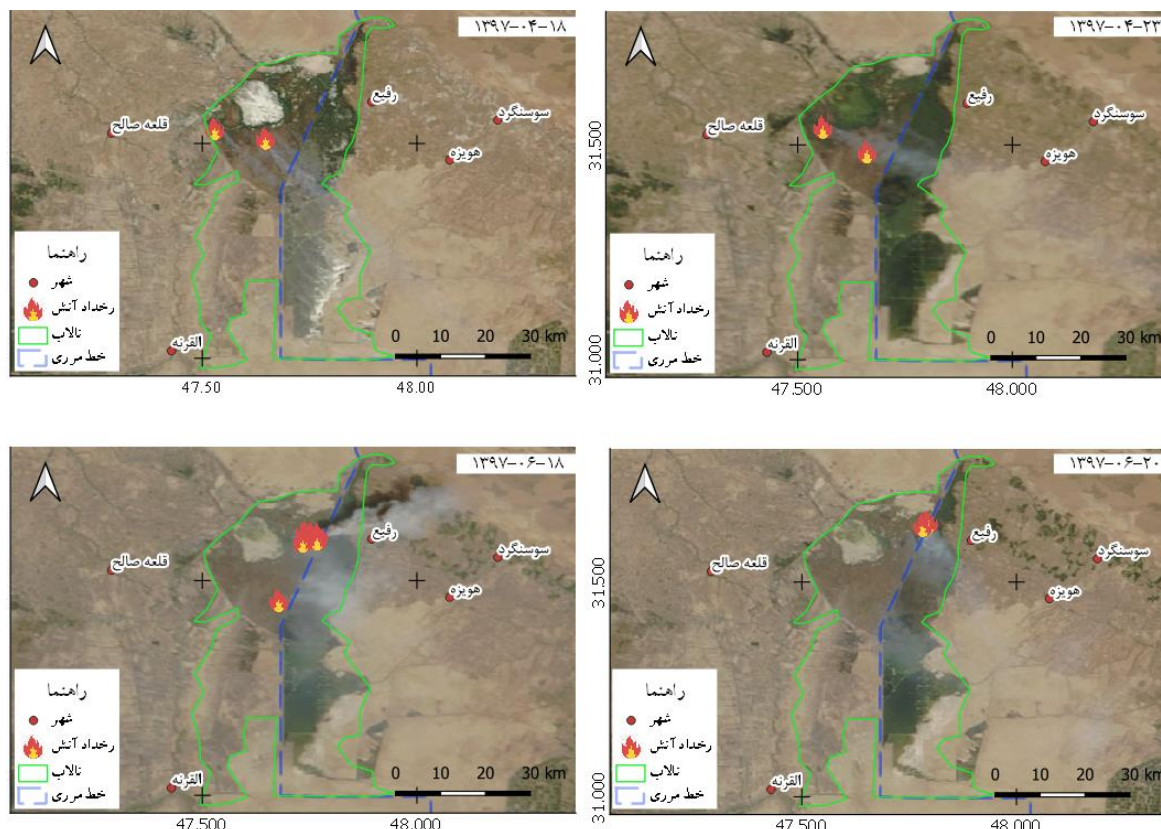 ۱۳۹۷-۰۴-۱۸
رفیع
سوسنگرد
قلعه صالح
هویزه
راهنما
شهر
رخداد آتش
تالاب
خط مرزی
القرنه
0 10 20 30 km
47.50 48.00
۱۳۹۷-۰۴-۲۳
رفیع
سوسنگرد
قلعه صالح
31.500
هویزه
راهنما
شهر
رخداد آتش
تالاب
خط مرزی
القرنه
0 10 20 30 km
31.000
47.500 48.000
۱۳۹۷-۰۶-۱۸
رفیع
سوسنگرد
قلعه صالح
هویزه
راهنما
شهر
رخداد آتش
تالاب
خط مرزی
القرنه
0 10 20 30 km
47.500 48.000
۱۳۹۷-۰۶-۲۰
رفیع
سوسنگرد
قلعه صالح
31.500
هویزه
راهنما
شهر
رخداد آتش
تالاب
خط مرزی
القرنه
0 10 20 30 km
31.000
47.500 48.000